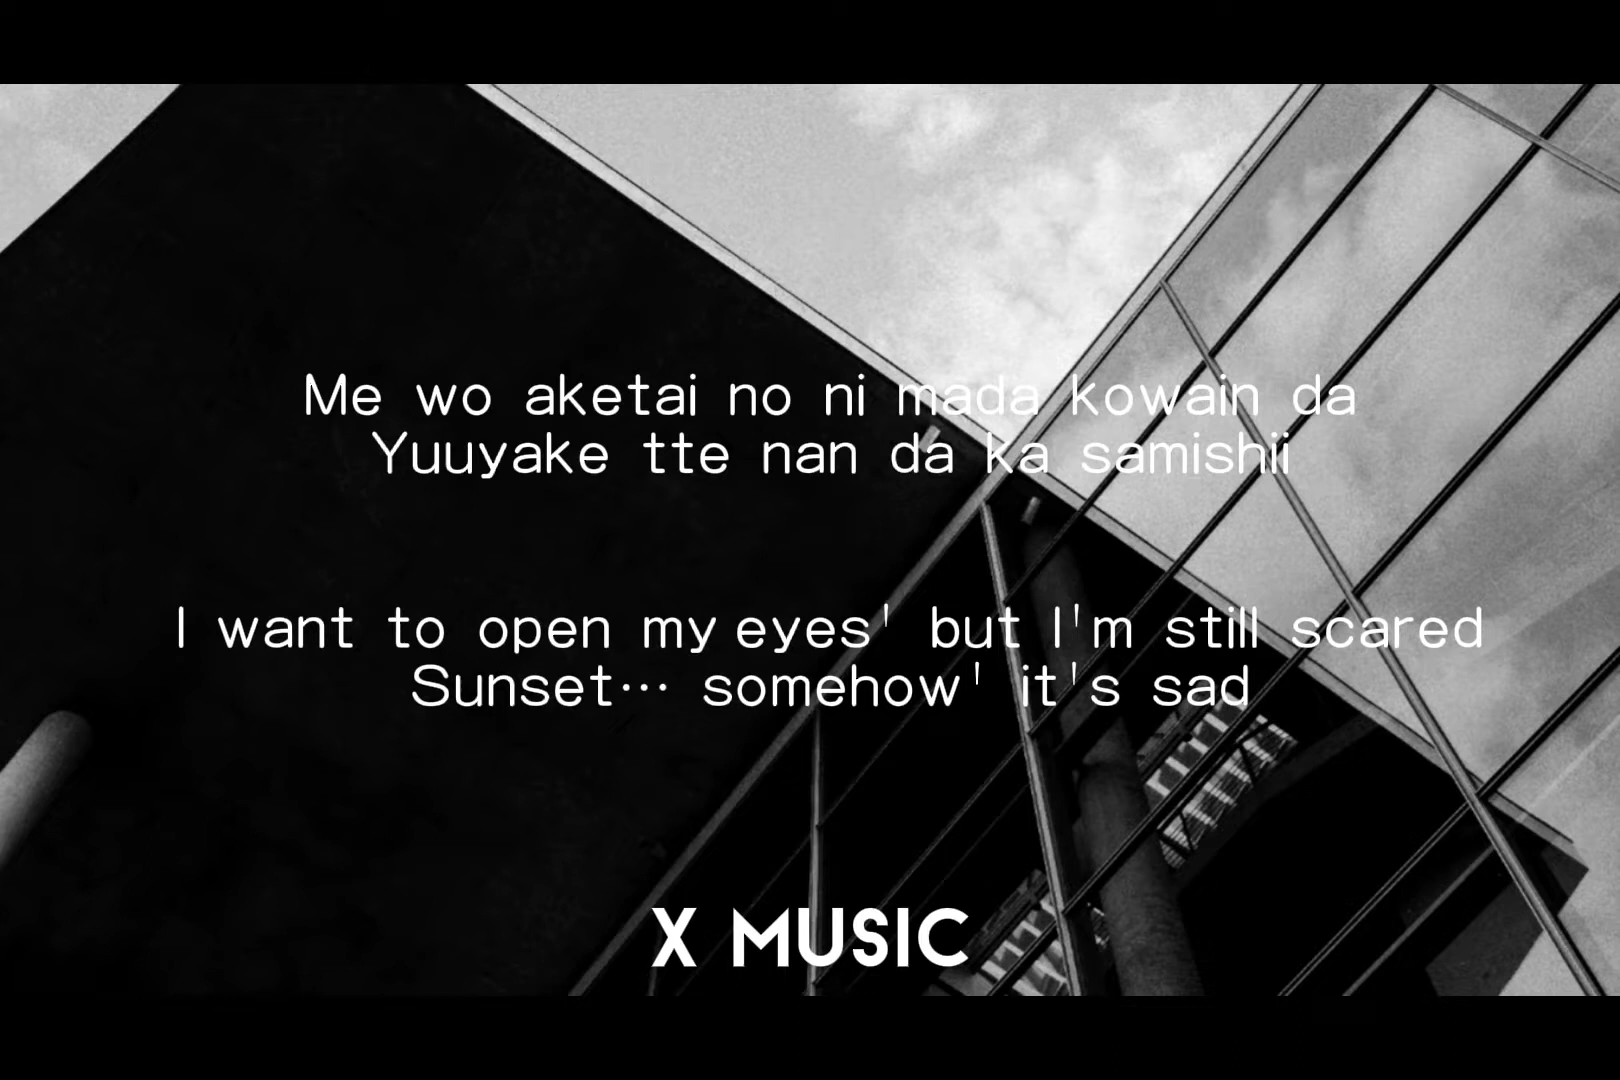 Me wo aketai no ni mada kowain da
Yuuyake tte nan da ka samishii
I want to open my eyes' but I'm still scared
Sunset… somehow' it's sad
X MUSIC